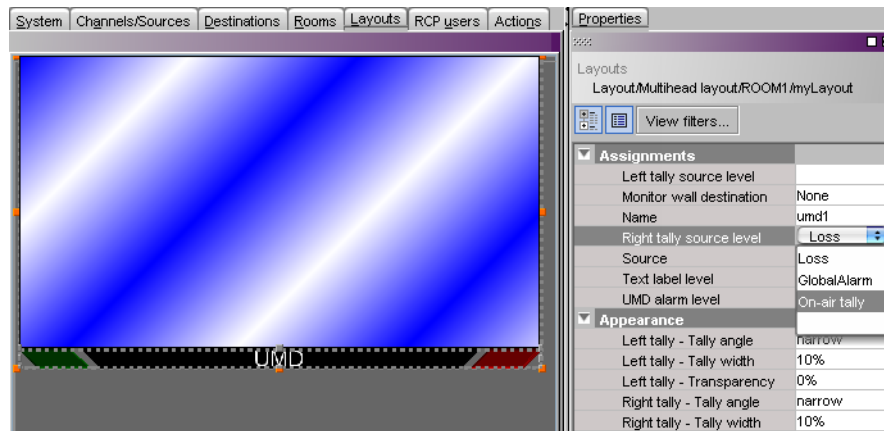 System Channels/Sources Destinations Rooms Layouts RCP users Actions
Properties
Layouts
Layout/Multihead layout/ROOM1/myLayout
View filters...
Assignments
Left tally source level
Monitor wall destination None
Name umd1
Right tally source level Loss
Source Loss
Text label level GlobalAlarm
UMD alarm level On-air tally
Appearance
Left tally - Tally angle narrow
Left tally - Tally width 10%
Left tally - Transparency 0%
Right tally - Tally angle narrow
Right tally - Tally width 10%
UMD